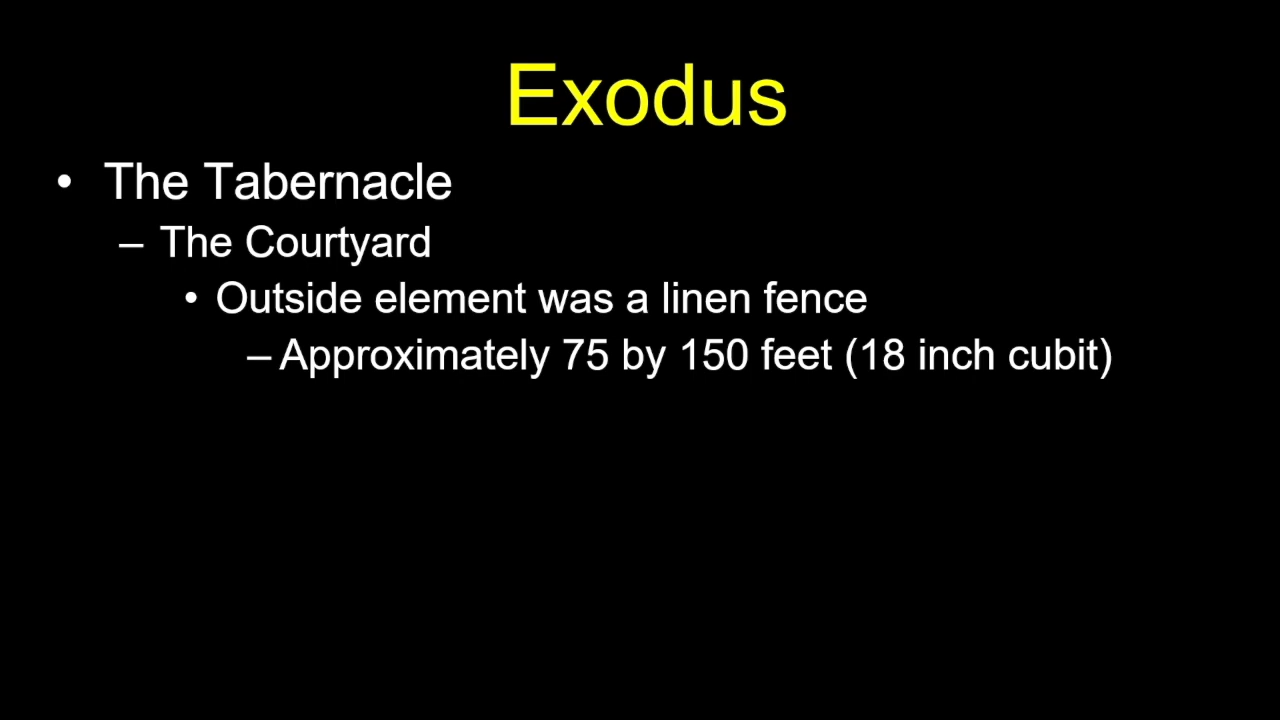 Exodus
• The Tabernacle
– The Courtyard
• Outside element was a linen fence
– Approximately 75 by 150 feet (18 inch cubit)